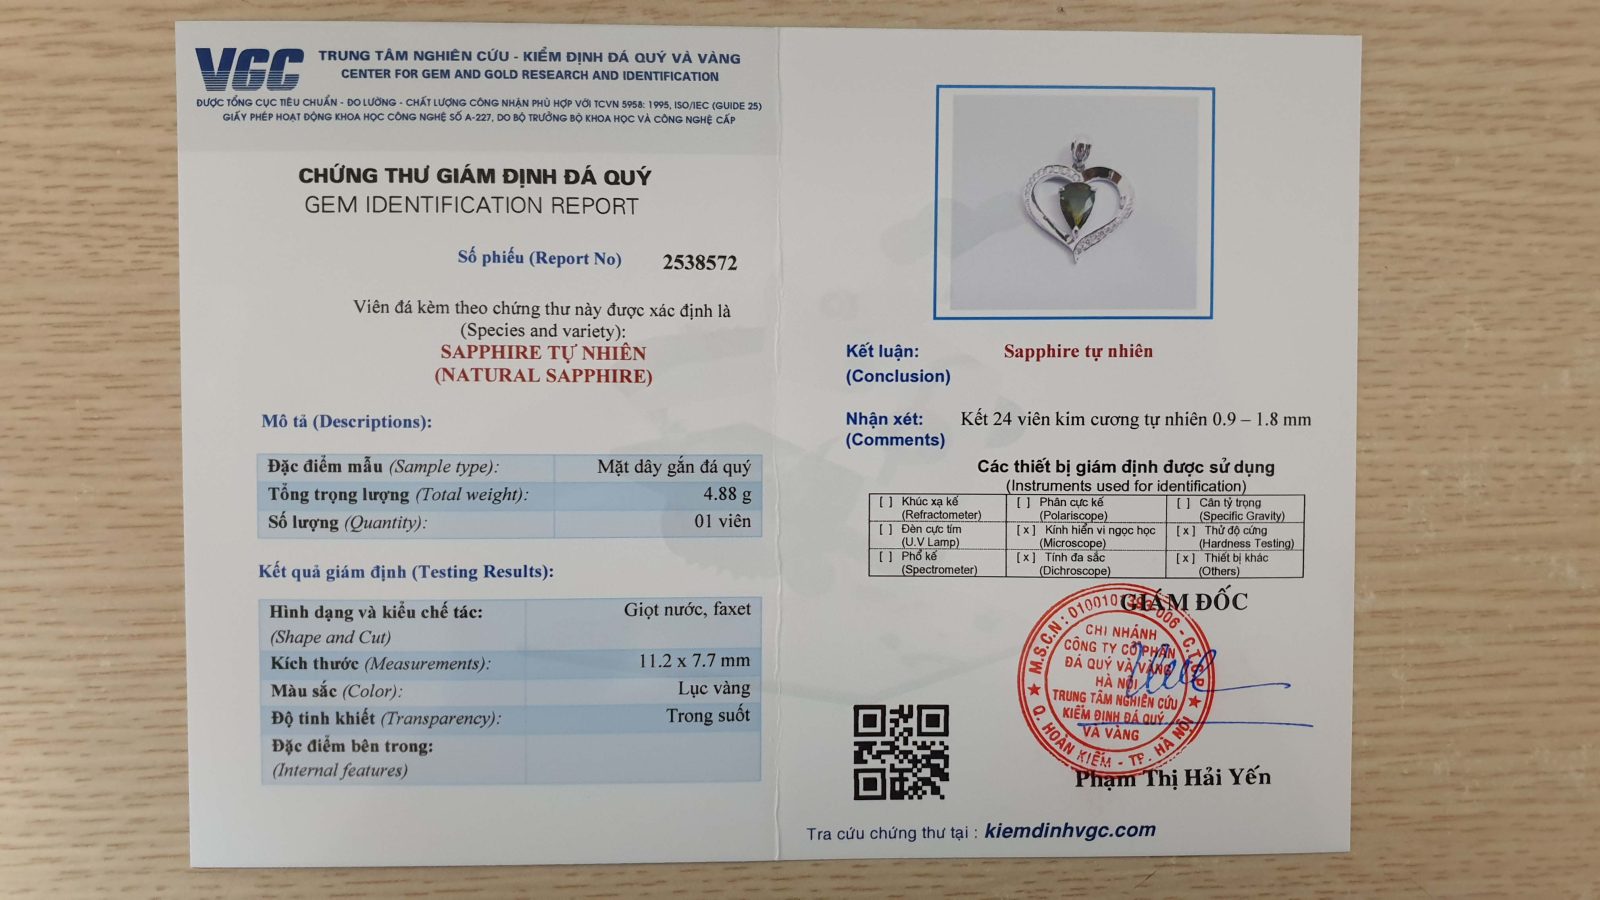 VGC
TRUNG TÂM NGHIÊN CỨU - KIỂM ĐỊNH ĐÁ QUÝ VÀ VÀNG
CENTER FOR GEM AND GOLD RESEARCH AND IDENTIFICATION
ĐƯỢC TỔNG CỤC TIÊU CHUẨN - ĐO LƯỜNG - CHẤT LƯỢNG CÔNG NHẬN PHÙ HỢP VỚI TCVN 5958: 1995, ISO/IEC (GUIDE 25)
GIẤY PHÉP HOẠT ĐỘNG KHOA HỌC CÔNG NGHỆ SỐ A-227, DO BỘ TRƯỞNG BỘ KHOA HỌC VÀ CÔNG NGHỆ CẤP
CHỨNG THƯ GIÁM ĐỊNH ĐÁ QUÝ
GEM IDENTIFICATION REPORT
Số phiếu (Report No) 2538572
Viên đá kèm theo chứng thư này được xác định là
(Species and variety):
SAPPHIRE TỰ NHIÊN
(NATURAL SAPPHIRE)
Mô tả (Descriptions):
Đặc điểm mẫu (Sample type): Mặt dây gắn đá quý
Tổng trọng lượng (Total weight): 4.88 g
Số lượng (Quantity): 01 viên
Kết quả giám định (Testing Results):
Hình dạng và kiểu chế tác: Giọt nước, faxet
(Shape and Cut)
Kích thước (Measurements): 11.2 x 7.7 mm
Màu sắc (Color): Lục vàng
Độ tinh khiết (Transparency): Trong suốt
Đặc điểm bên trong:
(Internal features)
Kết luận: Sapphire tự nhiên
(Conclusion)
Nhận xét: Kết 24 viên kim cương tự nhiên 0.9 – 1.8 mm
(Comments)
Các thiết bị giám định được sử dụng
(Instruments used for identification)
[ ] Khúc xạ kế [ ] Phân cực kế [ ] Cân tỷ trọng
(Refractometer) (Polariscope) (Specific Gravity)
[ ] Đèn cực tím [ x ] Kính hiển vi ngọc học [ x ] Thử độ cứng
(U.V Lamp) (Microscope) (Hardness Testing)
[ ] Phổ kế [ x ] Tính đa sắc [ x ] Thiết bị khác
(Spectrometer) (Dichroscope) (Others)
GIÁM ĐỐC
CHI NHÁNH
CÔNG TY CỔ PHẦN
ĐÁ QUÝ VÀ VÀNG
HÀ NỘI
TRUNG TÂM NGHIÊN CỨU
KIỂM ĐỊNH ĐÁ QUÝ
VÀ VÀNG
Q. HOÀN KIẾM - TP. HÀ NỘI
Phạm Thị Hải Yến
Tra cứu chứng thư tại : kiemdinhvgc.com